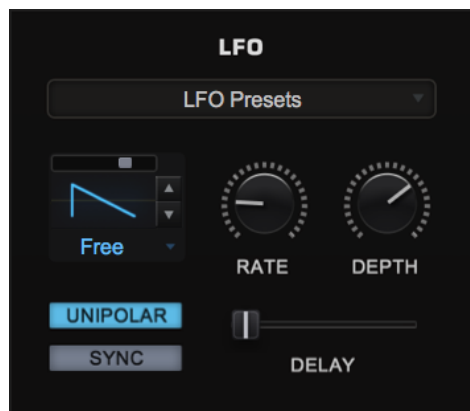 LFO
LFO Presets
Free
RATE
DEPTH
UNIPOLAR
SYNC
DELAY